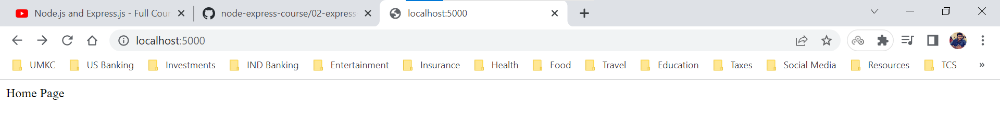 Node.js and Express.js - Full Cour node-express-course/02-express localhost:5000
localhost:5000
UMKC US Banking Investments IND Banking Entertainment Insurance Health Food Travel Education Taxes Social Media Resources TCS »
Home Page